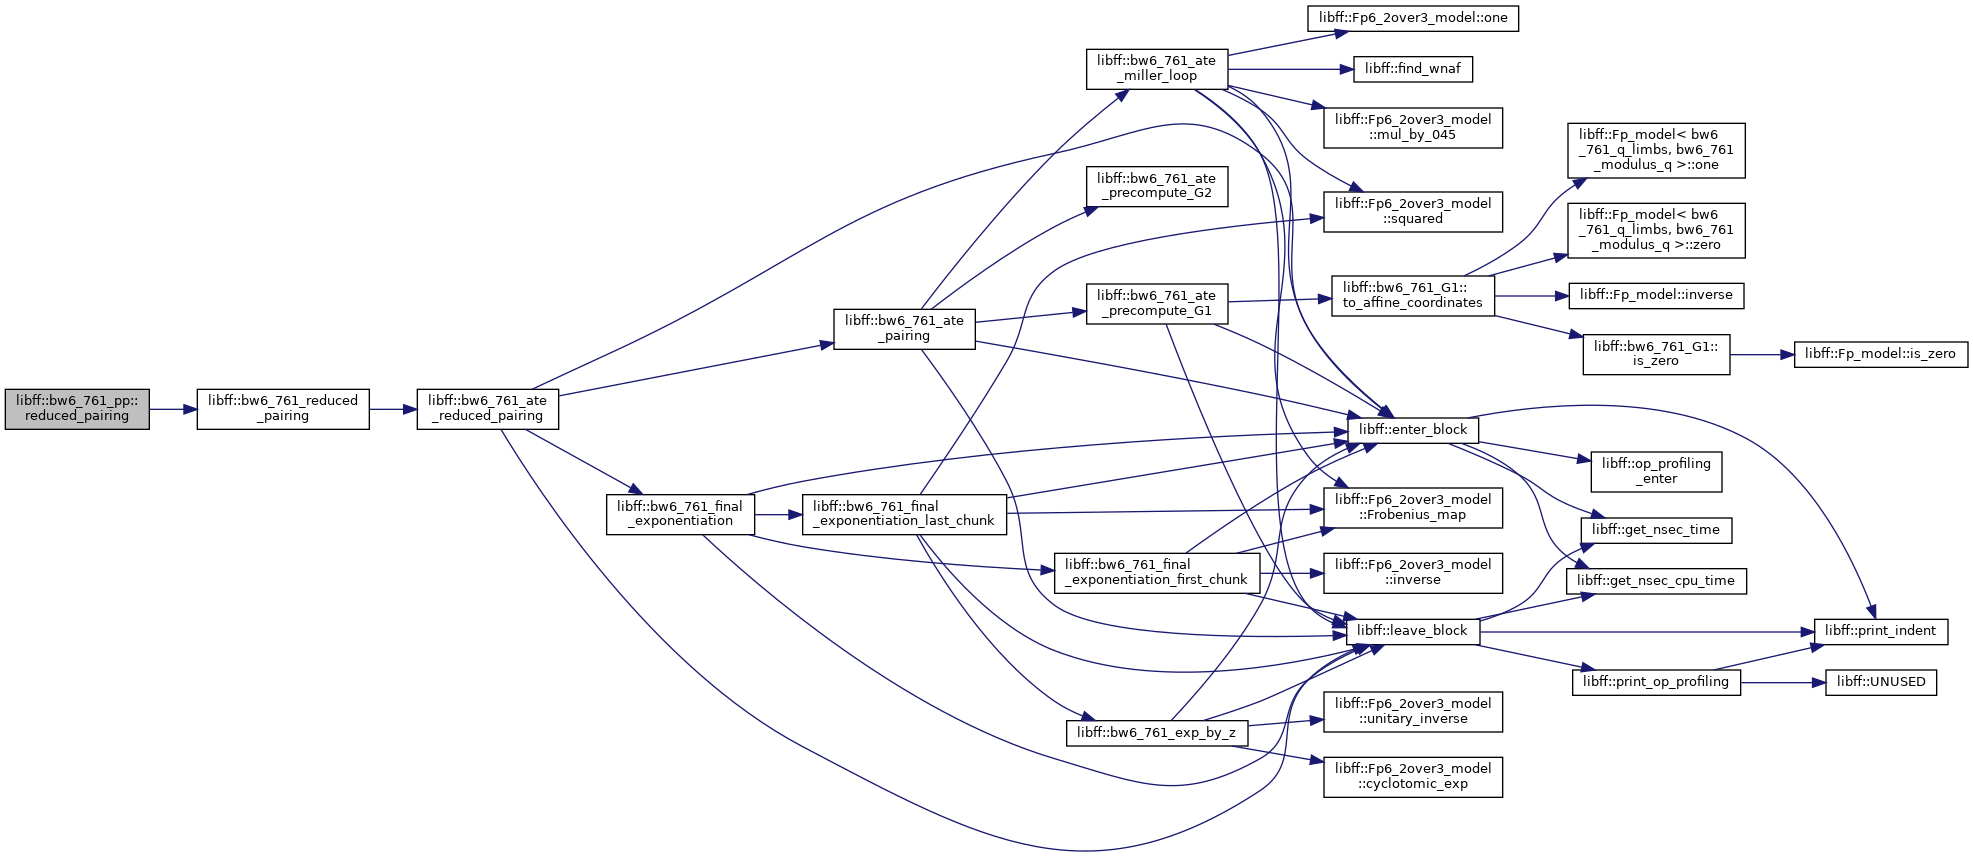 libff::bw6_761_pp::
reduced_pairing
libff::bw6_761_reduced
_pairing
libff::bw6_761_ate
_reduced_pairing
libff::bw6_761_ate
_pairing
libff::bw6_761_final
_exponentiation
libff::bw6_761_final
_exponentiation_last_chunk
libff::bw6_761_ate
_miller_loop
libff::bw6_761_ate
_precompute_G2
libff::bw6_761_ate
_precompute_G1
libff::bw6_761_final
_exponentiation_first_chunk
libff::bw6_761_exp_by_z
libff::Fp6_2over3_model::one
libff::find_wnaf
libff::Fp6_2over3_model
::mul_by_045
libff::Fp6_2over3_model
::squared
libff::bw6_761_G1::
to_affine_coordinates
libff::enter_block
libff::Fp6_2over3_model
::Frobenius_map
libff::Fp6_2over3_model
::inverse
libff::leave_block
libff::Fp6_2over3_model
::unitary_inverse
libff::Fp6_2over3_model
::cyclotomic_exp
libff::Fp_model< bw6
_761_q_limbs, bw6_761
_modulus_q >::one
libff::Fp_model< bw6
_761_q_limbs, bw6_761
_modulus_q >::zero
libff::Fp_model::inverse
libff::bw6_761_G1::
is_zero
libff::op_profiling
_enter
libff::get_nsec_time
libff::get_nsec_cpu_time
libff::print_op_profiling
libff::Fp_model::is_zero
libff::print_indent
libff::UNUSED